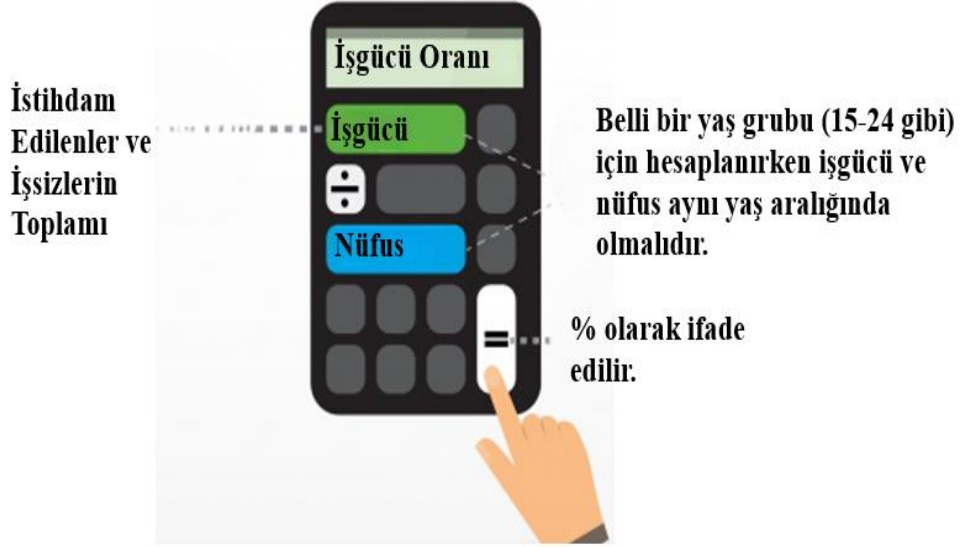 İşgücü Oranı
İstihdam
Edilenler ve
İşsizlerin
Toplamı
İşgücü
÷
Nüfus
=
Belli bir yaş grubu (15-24 gibi)
için hesaplanırken işgücü ve
nüfus aynı yaş aralığında
olmalıdır.
% olarak ifade
edilir.